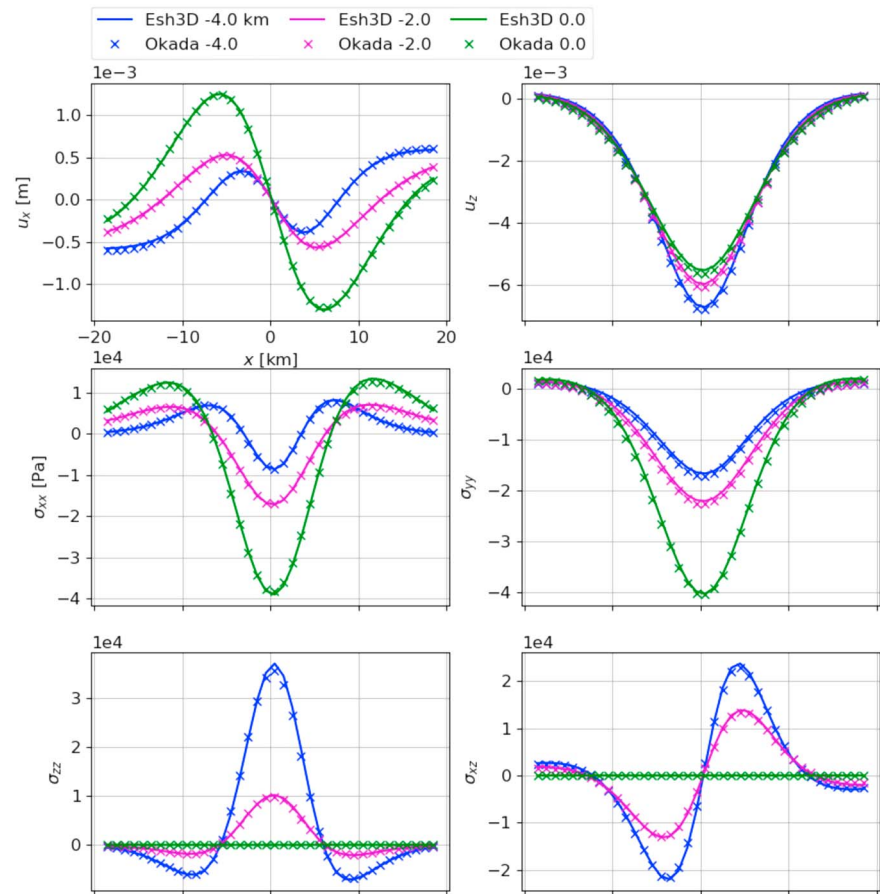 Esh3D -4.0 km Esh3D -2.0 Esh3D 0.0
Okada -4.0 Okada -2.0 Okada 0.0
1e−3
1.0
0.5
0.0
−0.5
−1.0
u_x [m]
−20 −10 0 10 20
x [km]
1e−3
0
−2
−4
−6
u_z
1e4
1
0
−1
−2
−3
−4
σ_xx [Pa]
1e4
0
−1
−2
−3
−4
σ_yy
1e4
3
2
1
0
σ_zz
1e4
2
1
0
−1
−2
σ_xz